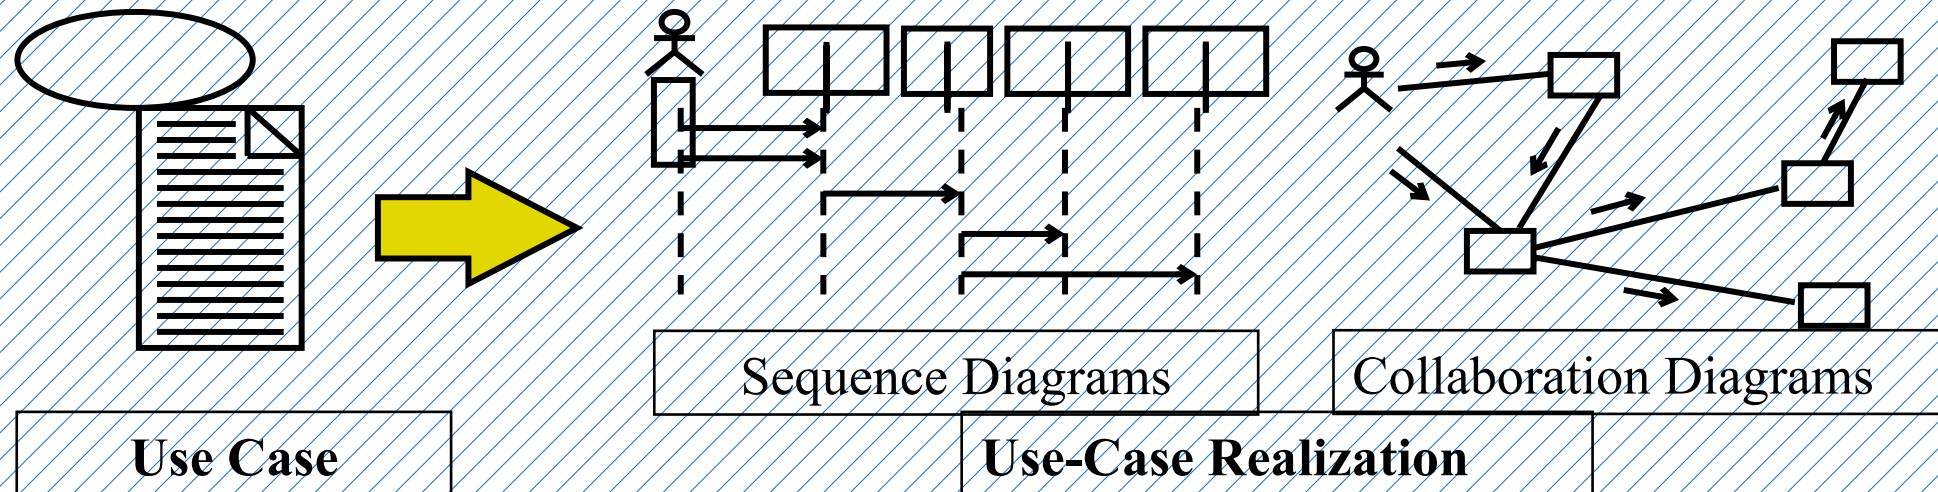 Sequence Diagrams
Collaboration Diagrams
Use Case
Use-Case Realization